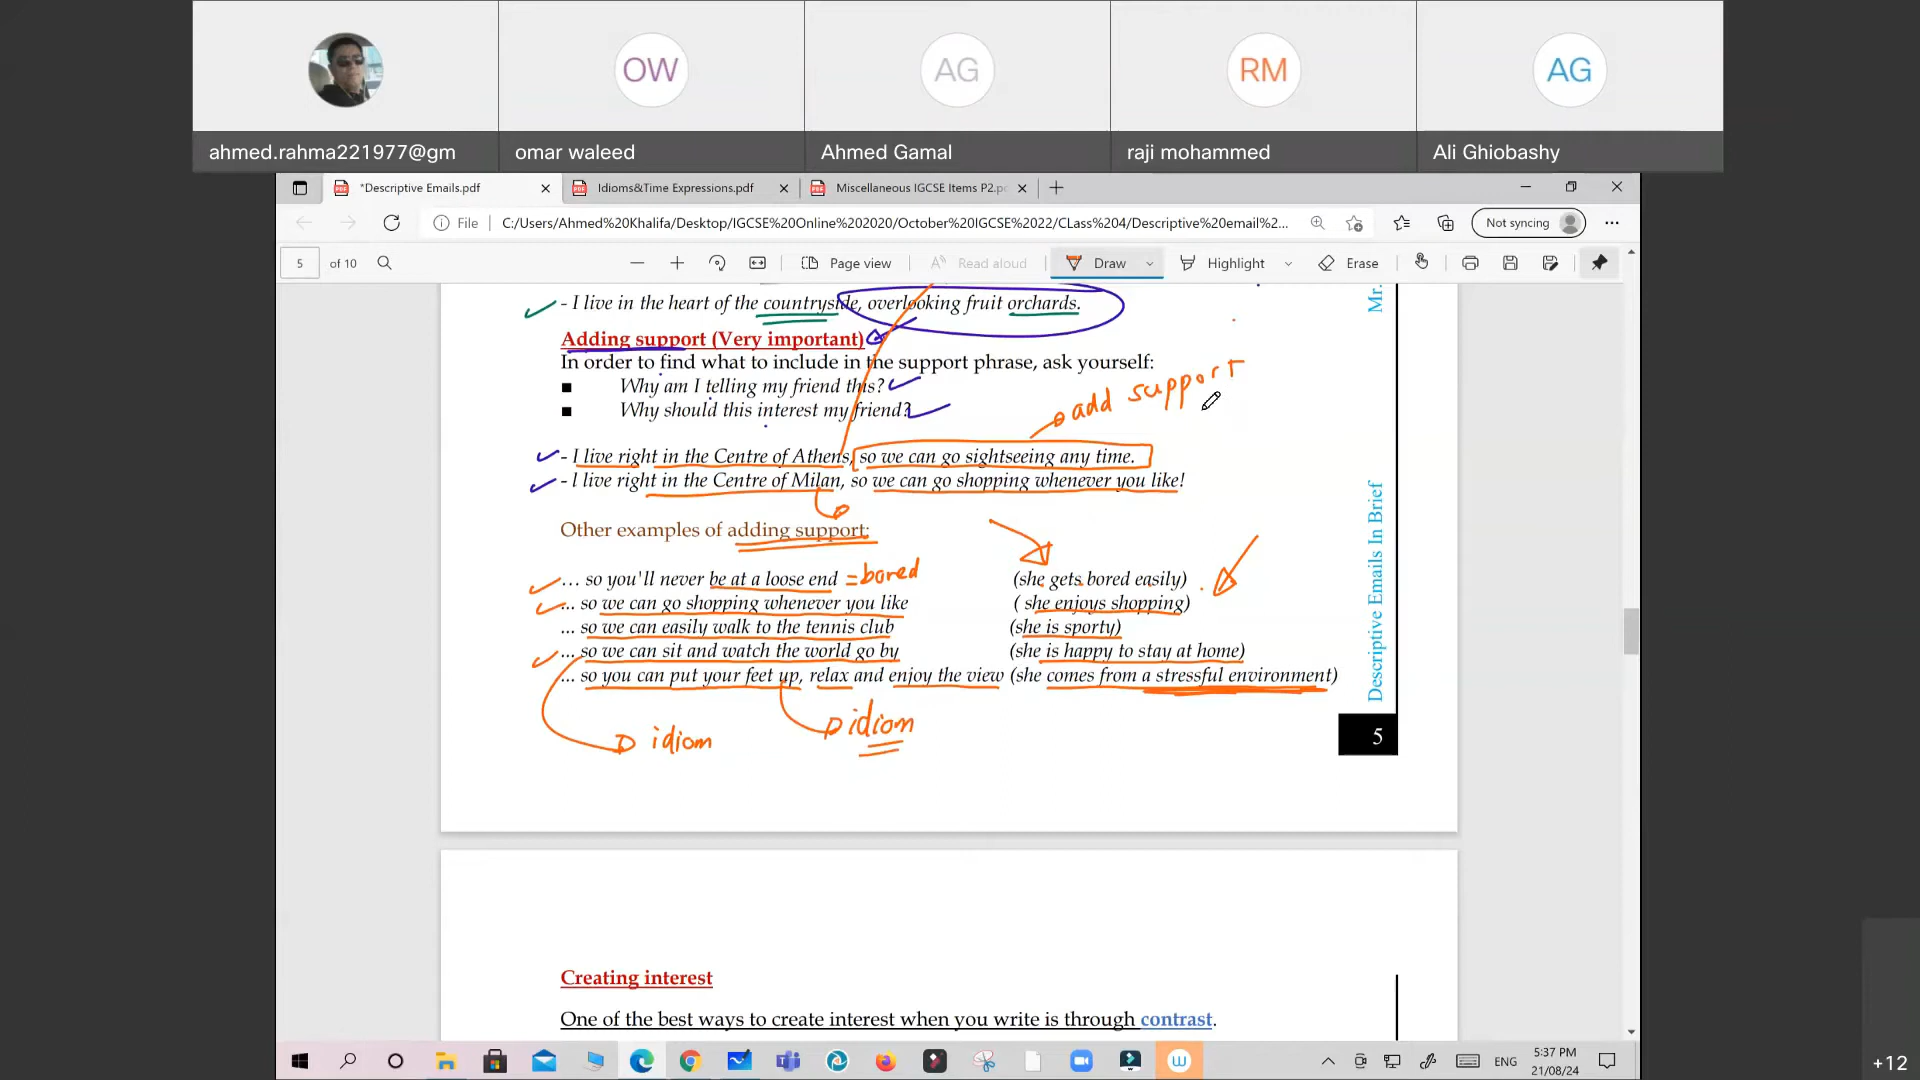 OW
AG
RM
AG
ahmed.rahma221977@gm
omar waleed
Ahmed Gamal
raji mohammed
Ali Ghiobashy
*Descriptive Emails.pdf
Idioms&Time Expressions.pdf
Miscellaneous IGCSE Items P2.p
File
C:/Users/Ahmed%20Khalifa/Desktop/IGCSE%20Online%202020/October%20IGCSE%2022/CLass%204/Descriptive%20email%2...
Not syncing
5
of 10
Page view
Read aloud
Draw
Highlight
Erase
- I live in the heart of the countryside, overlooking fruit orchards.
Mr.
Adding support (Very important)
In order to find what to include in the support phrase, ask yourself:
Why am I telling my friend this?
Why should this interest my friend?
add support
- I live right in the Centre of Athens, so we can go sightseeing any time.
- l live right in the Centre of Milan, so we can go shopping whenever you like!
Other examples of adding support:
... so you'll never be at a loose end = bored (she gets bored easily)
... so we can go shopping whenever you like ( she enjoys shopping)
... so we can easily walk to the tennis club (she is sporty)
... so we can sit and watch the world go by (she is happy to stay at home)
... so you can put your feet up, relax and enjoy the view (she comes from a stressful environment)
idiom
idiom
Descriptive Emails In Brief
5
Creating interest
One of the best ways to create interest when you write is through contrast.
ENG
5:37 PM
21/08/24
+12